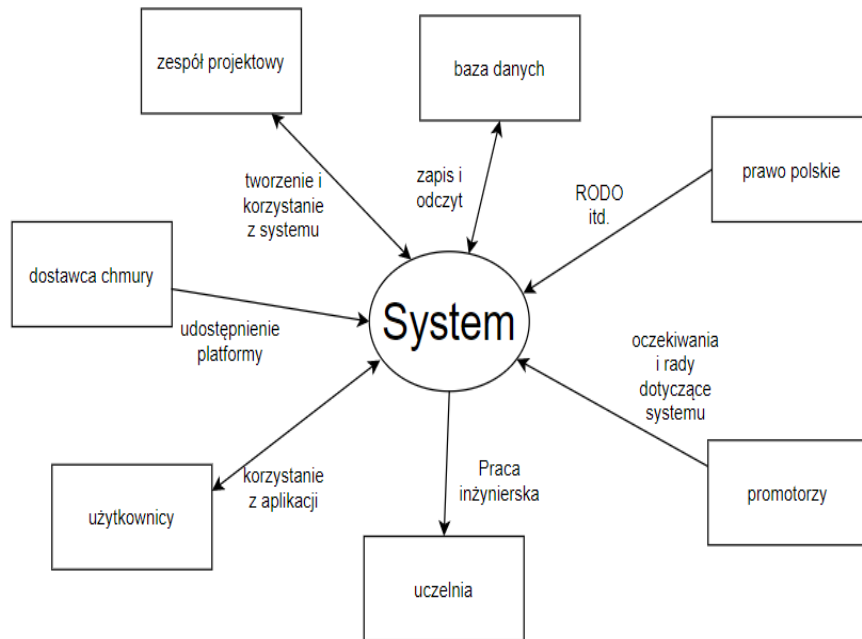 zespół projektowy
baza danych
prawo polskie
tworzenie i
korzystanie
z systemu
zapis i
odczyt
RODO
itd.
dostawca chmury
System
udostępnienie
platformy
oczekiwania
i rady
dotyczące
systemu
użytkownicy
korzystanie
z aplikacji
Praca
inżynierska
promotorzy
uczelnia